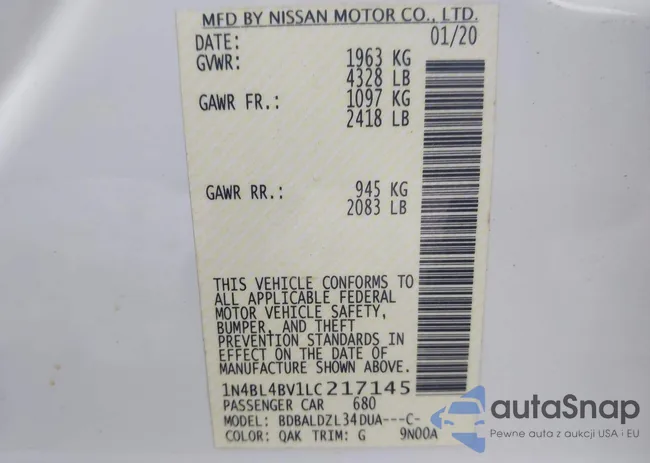 MFD BY NISSAN MOTOR CO., LTD.
DATE: 01/20
GVWR: 1963 KG
4328 LB
GAWR FR.: 1097 KG
2418 LB
GAWR RR.: 945 KG
2083 LB
THIS VEHICLE CONFORMS TO
ALL APPLICABLE FEDERAL
MOTOR VEHICLE SAFETY,
BUMPER, AND THEFT
PREVENTION STANDARDS IN
EFFECT ON THE DATE OF
MANUFACTURE SHOWN ABOVE.
1N4BL4BV1LC217145
PASSENGER CAR 680
MODEL: BDBALDZL34DUA---C-
COLOR: QAK TRIM: G 9N00A
autoSnap
Pewne auta z aukcji USA i EU